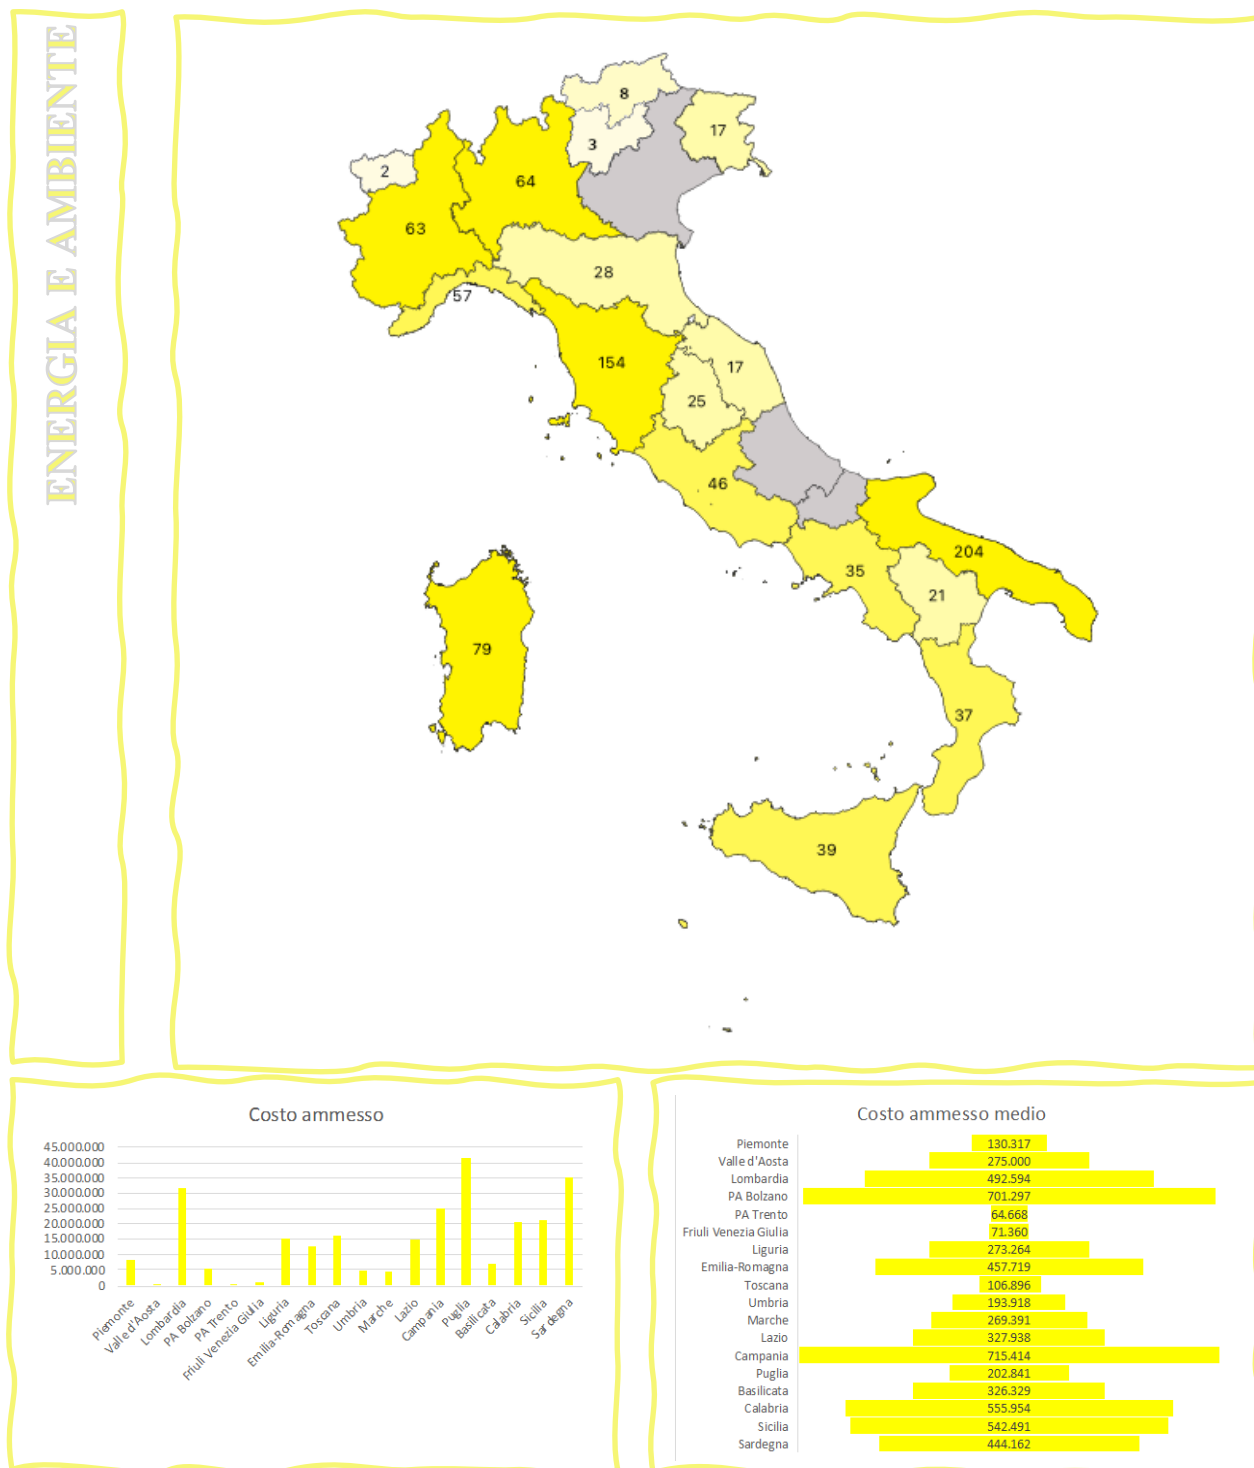 ENERGIA E AMBIENTE
8
17
3
2
64
63
28
57
154
17
25
46
204
35
21
79
37
39
Costo ammesso
45.000.000
40.000.000
35.000.000
30.000.000
25.000.000
20.000.000
15.000.000
10.000.000
5.000.000
0
Piemonte
Valle d'Aosta
Lombardia
PA Bolzano
PA Trento
Friuli Venezia Giulia
Liguria
Emilia-Romagna
Toscana
Umbria
Marche
Lazio
Campania
Puglia
Basilicata
Calabria
Sicilia
Sardegna
Costo ammesso medio
Piemonte 130.317
Valle d'Aosta 275.000
Lombardia 492.594
PA Bolzano 701.297
PA Trento 64.668
Friuli Venezia Giulia 71.360
Liguria 273.264
Emilia-Romagna 457.719
Toscana 106.896
Umbria 193.918
Marche 269.391
Lazio 327.938
Campania 715.414
Puglia 202.841
Basilicata 326.329
Calabria 555.954
Sicilia 542.491
Sardegna 444.162